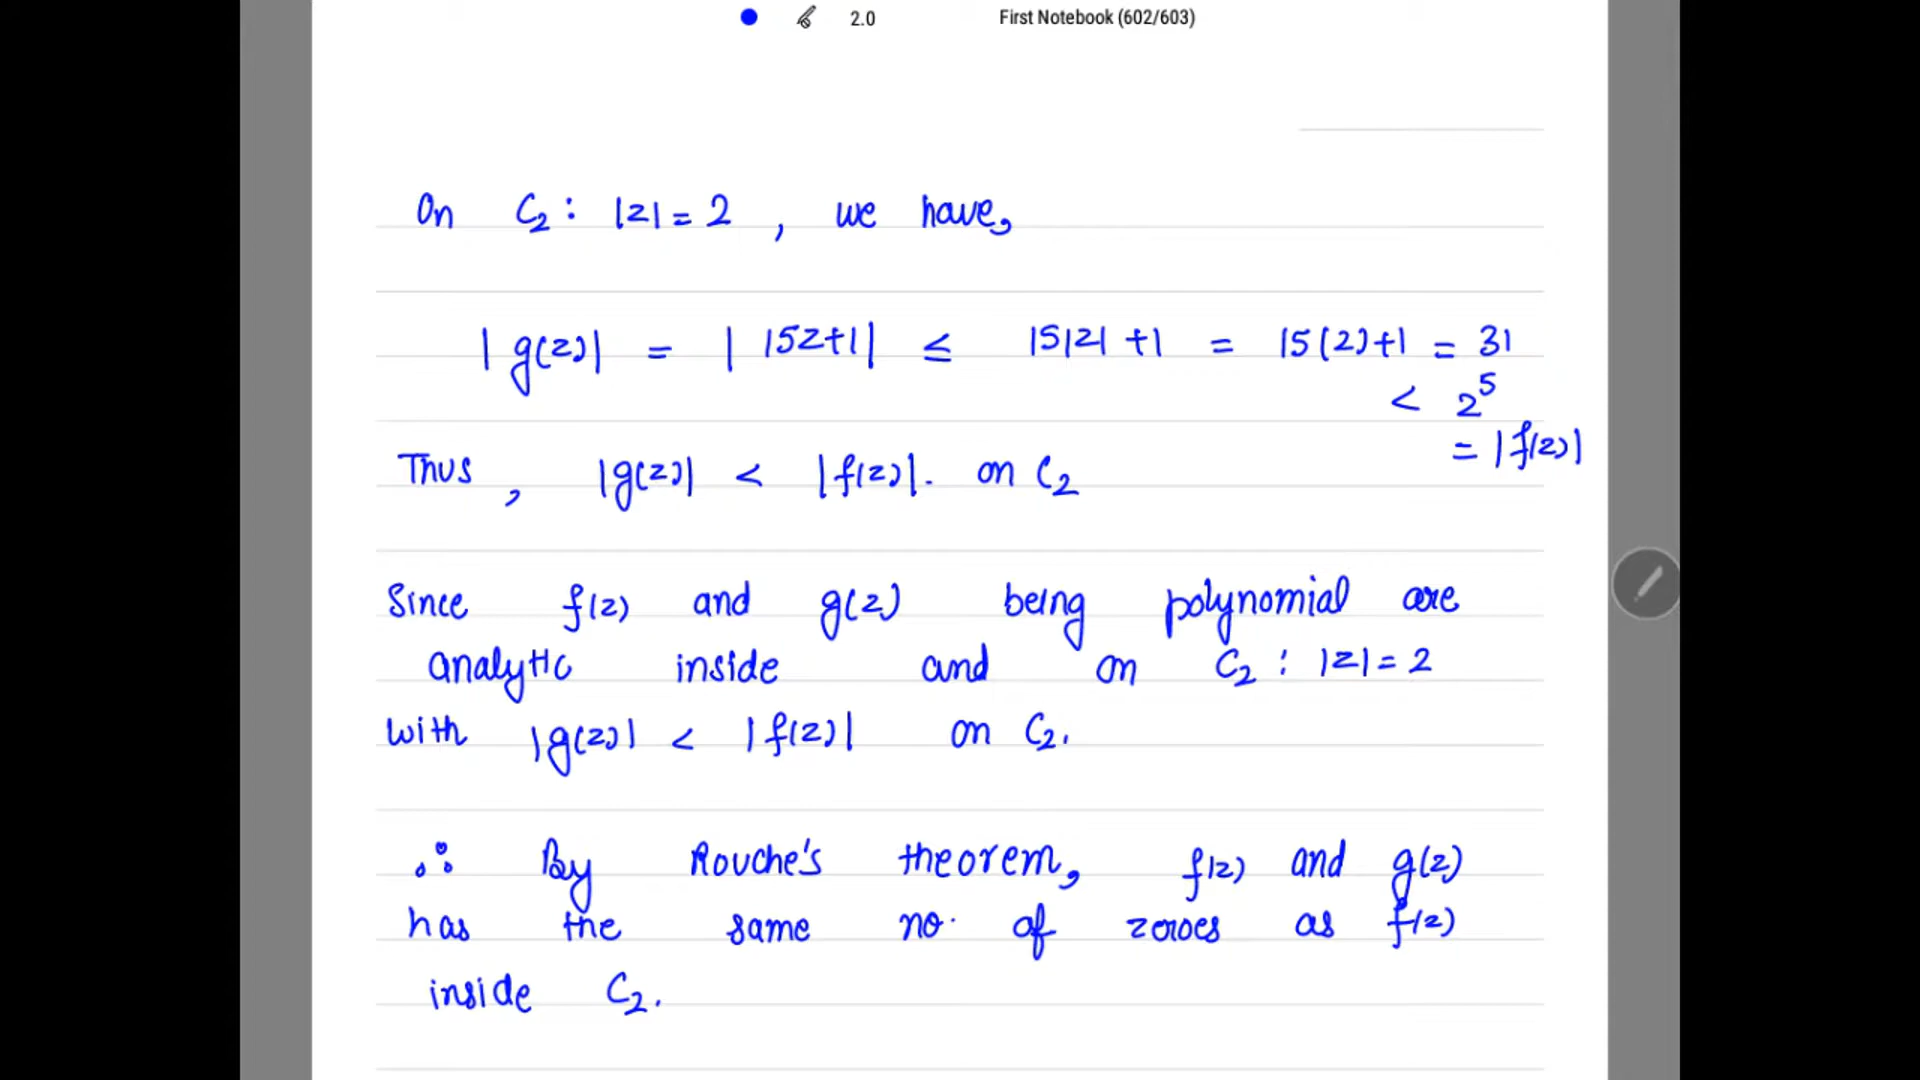 2.0 First Notebook (602/603)
On C₂: |z| = 2, we have,
|g(z)| = |15z+1| ≤ 15|z| +1 = 15(2)+1 = 31
< 2⁵
= |f(z)|
Thus, |g(z)| < |f(z)|. on C₂
Since f(z) and g(z) being polynomial are
analytic inside and on C₂ : |z| = 2
with |g(z)| < |f(z)| on C₂.
∴ By Rouche's theorem, f(z) and g(z)
has the same no. of zeroes as f(z)
inside C₂.